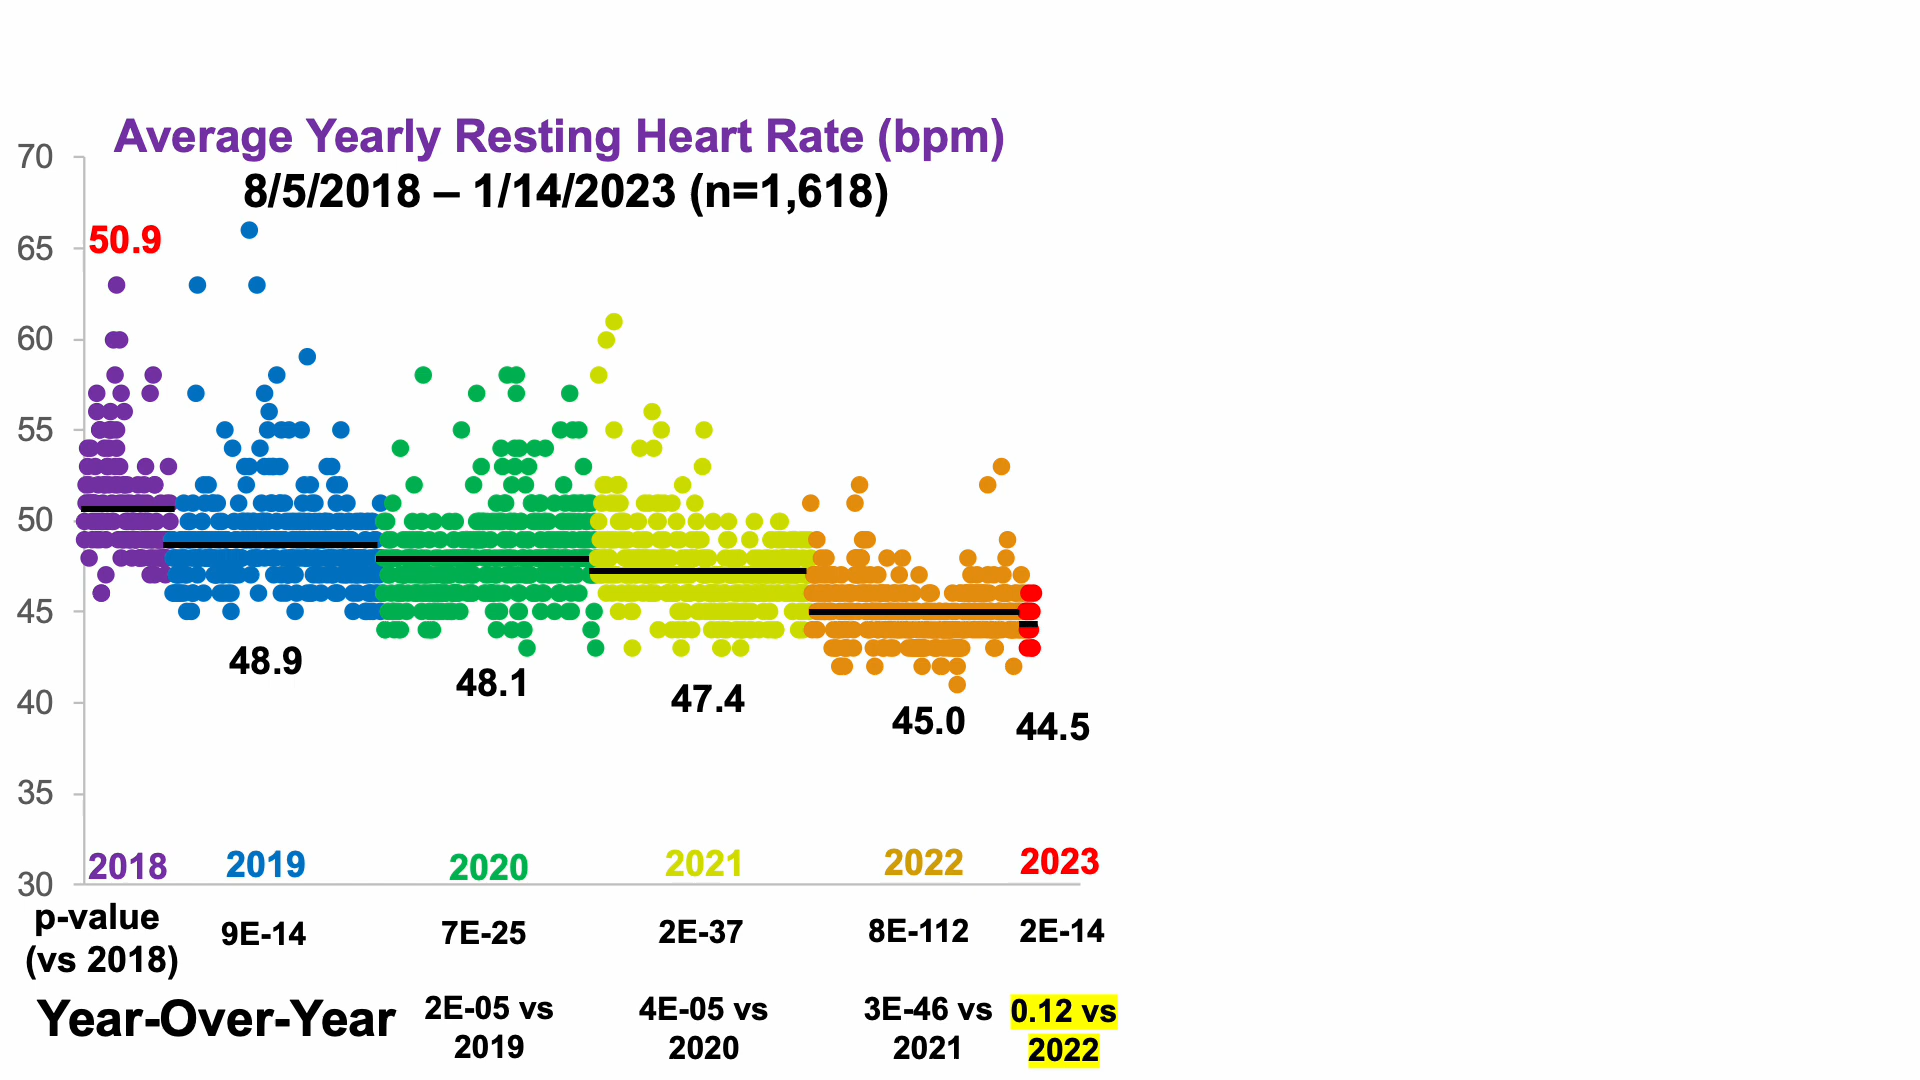 Average Yearly Resting Heart Rate (bpm)
8/5/2018 – 1/14/2023 (n=1,618)
70
65
60
55
50
45
40
35
30
50.9
48.9
48.1
47.4
45.0
44.5
2018 2019 2020 2021 2022 2023
p-value
(vs 2018)
9E-14 7E-25 2E-37 8E-112 2E-14
Year-Over-Year
2E-05 vs
2019
4E-05 vs
2020
3E-46 vs
2021
0.12 vs
2022